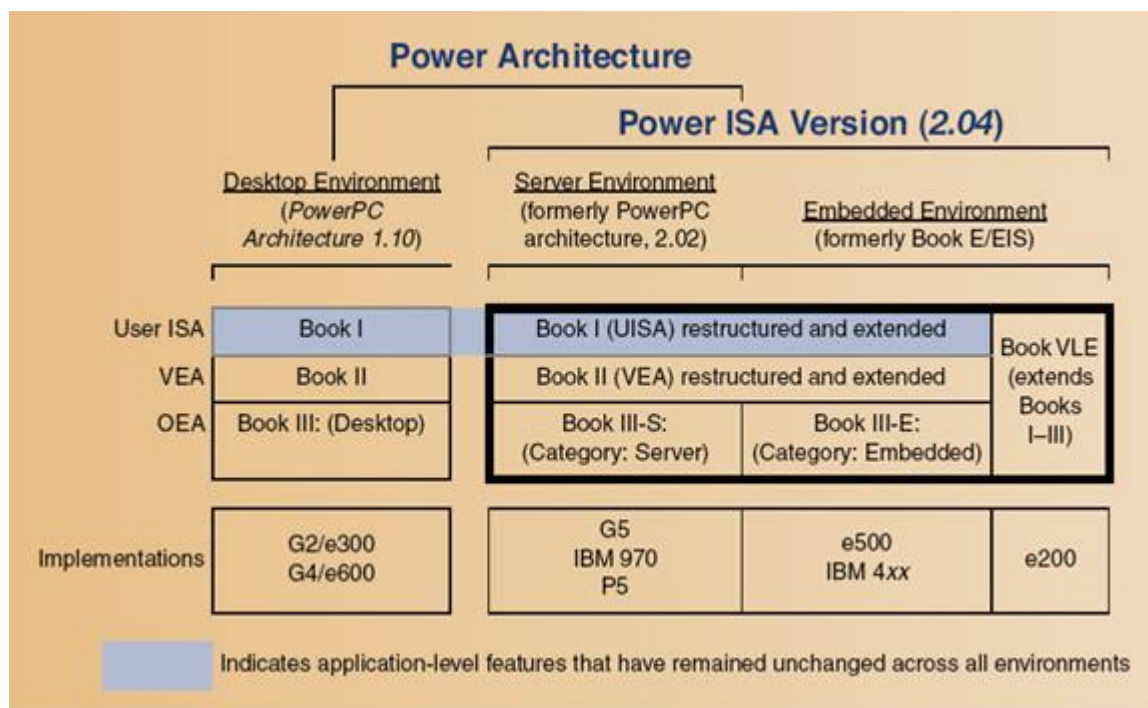 Power Architecture
Power ISA Version (2.04)
Desktop Environment
(PowerPC
Architecture 1.10)
Server Environment
(formerly PowerPC
architecture, 2.02)
Embedded Environment
(formerly Book E/EIS)
User ISA
Book I
Book I (UISA) restructured and extended
Book VLE
(extends
Books
I–III)
VEA
Book II
Book II (VEA) restructured and extended
OEA
Book III: (Desktop)
Book III-S:
(Category: Server)
Book III-E:
(Category: Embedded)
Implementations
G2/e300
G4/e600
G5
IBM 970
P5
e500
IBM 4xx
e200
Indicates application-level features that have remained unchanged across all environments